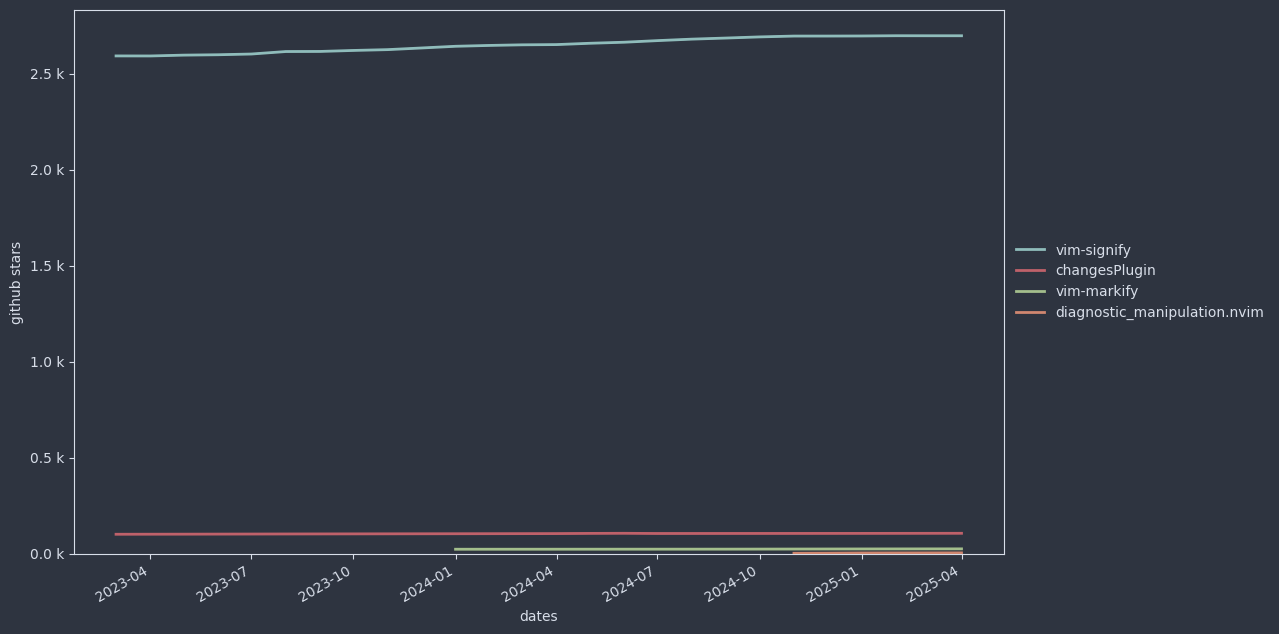 2.5 k
2.0 k
1.5 k
1.0 k
0.5 k
0.0 k
github stars
2023-04
2023-07
2023-10
2024-01
2024-04
2024-07
2024-10
2025-01
2025-04
dates
vim-signify
changesPlugin
vim-markify
diagnostic_manipulation.nvim